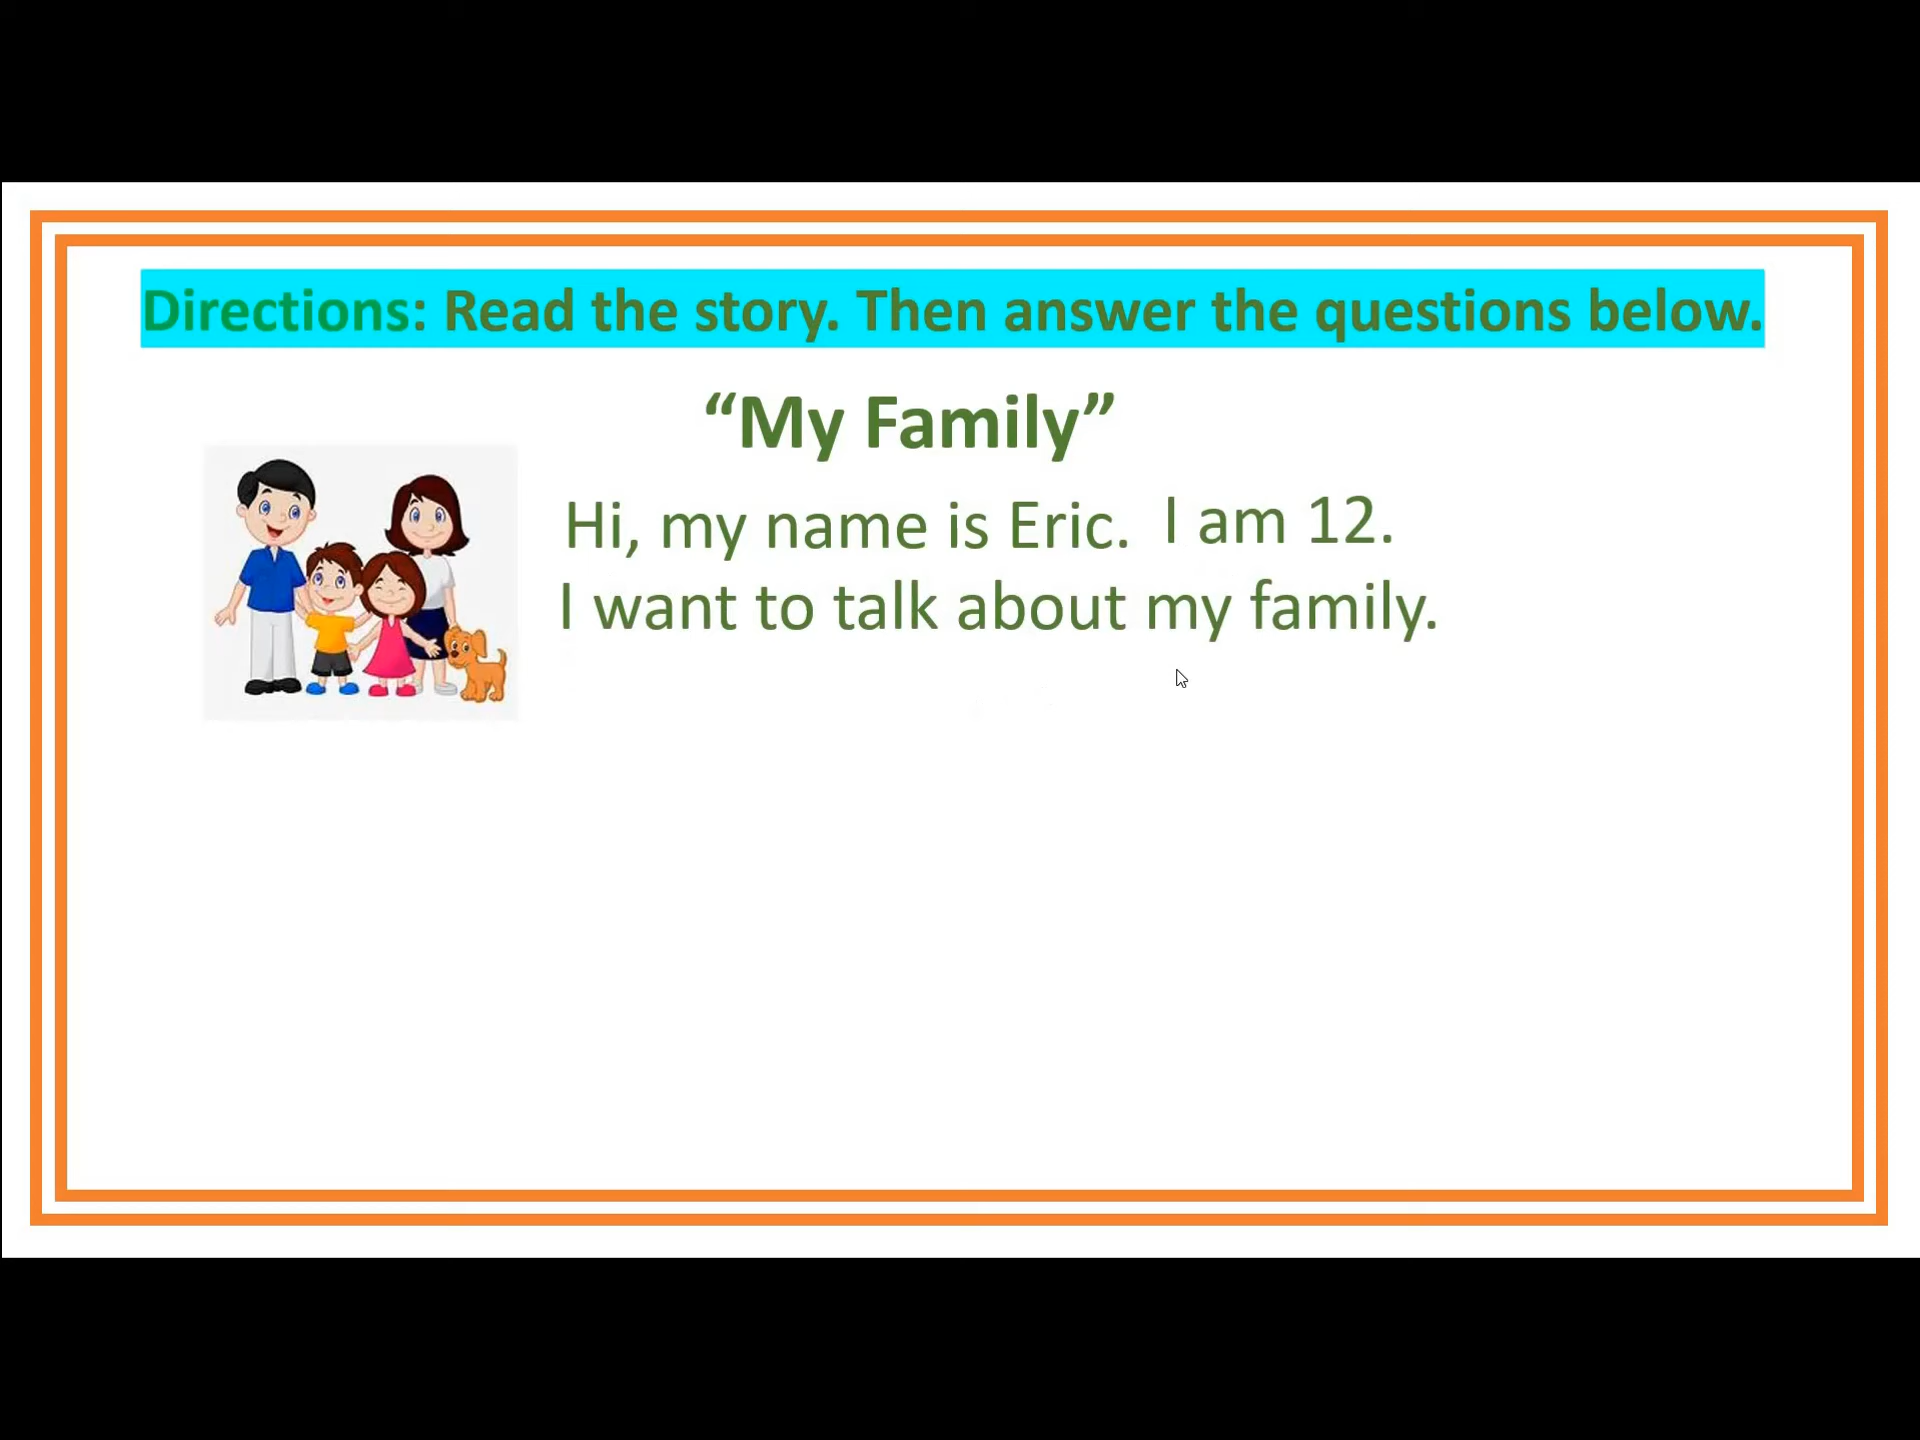 Directions: Read the story. Then answer the questions below.
“My Family”
Hi, my name is Eric. I am 12.
I want to talk about my family.